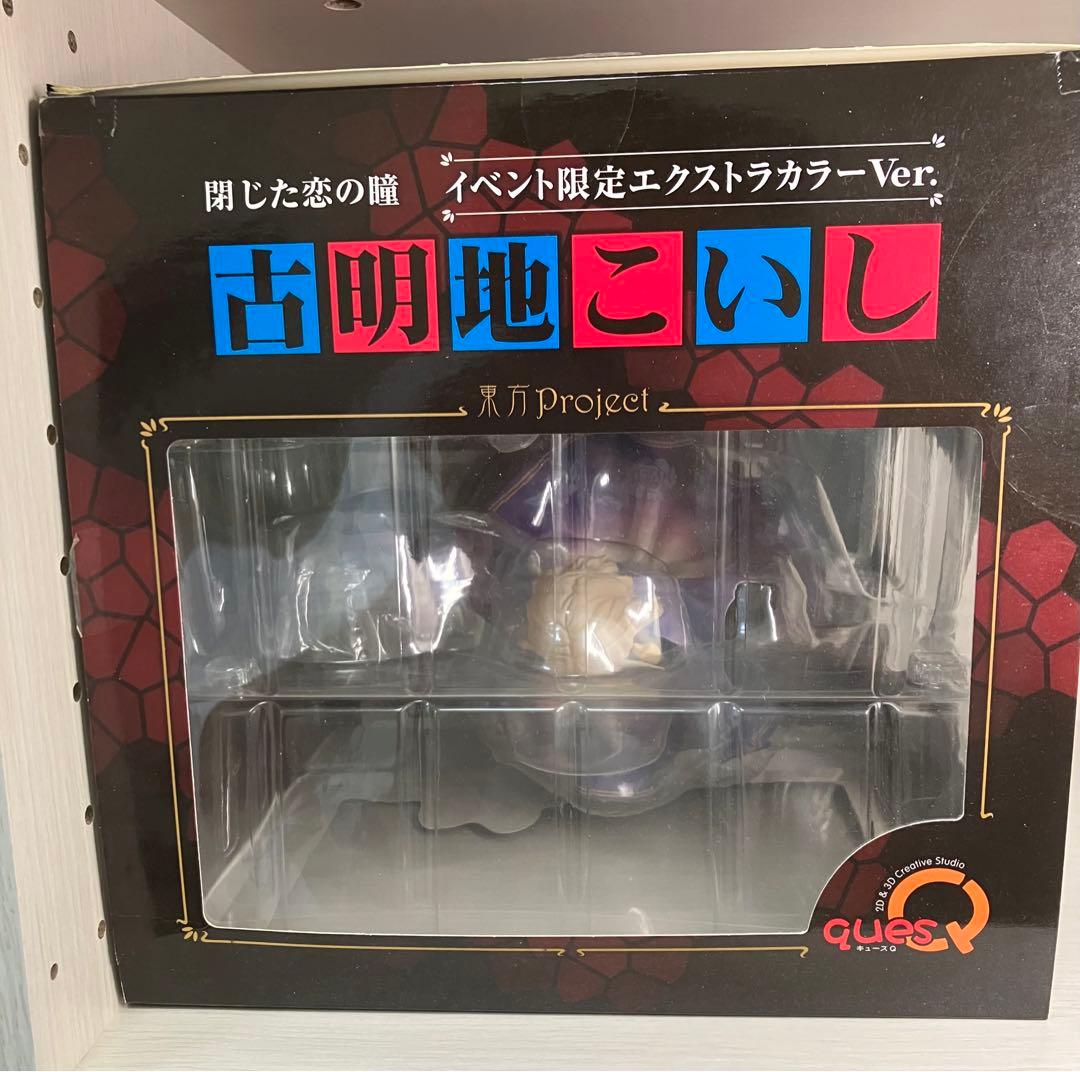 閉じた恋の瞳
イベント限定エクストラカラーVer.
古明地こいし
東方Project
2D & 3D Creative Studio
quesQ
キューズQ